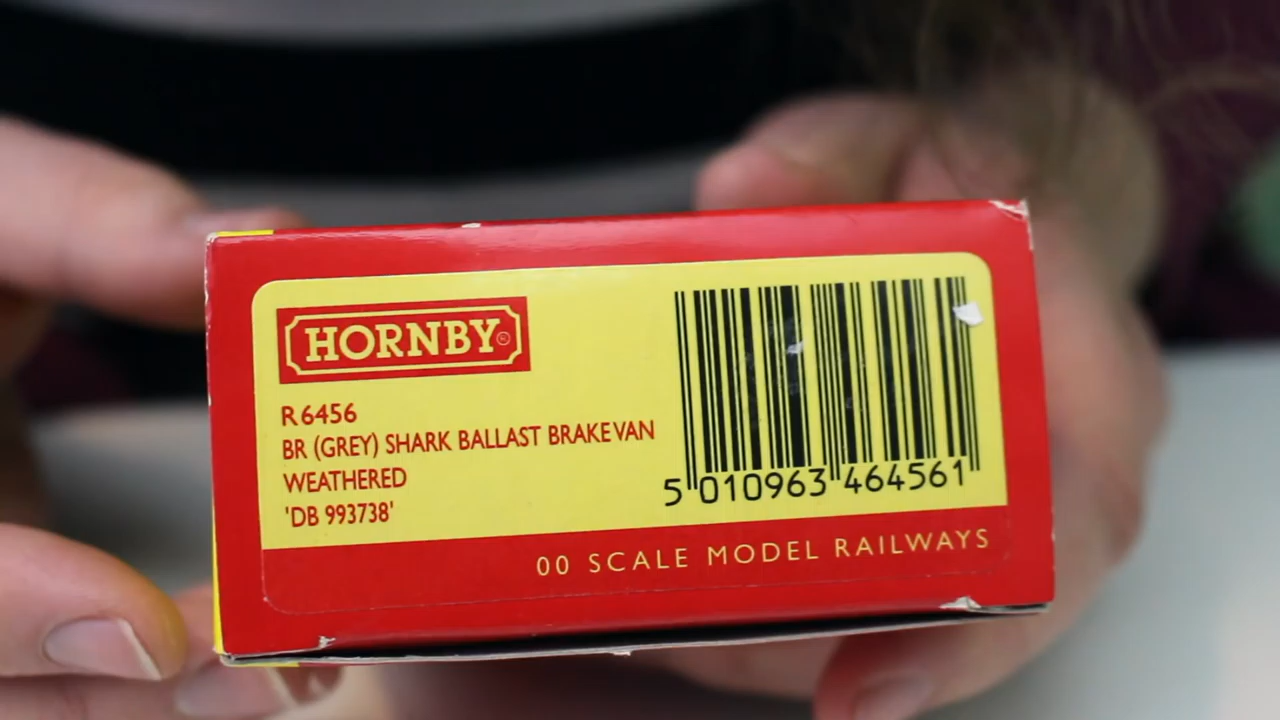 HORNBY®
R6456
BR (GREY) SHARK BALLAST BRAKE VAN
WEATHERED
'DB 993738'
5 010963 464561
00 SCALE MODEL RAILWAYS